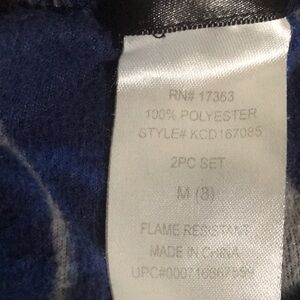 RN# 17363
100% POLYESTER
STYLE# KCD167085
2PC SET
M (8)
FLAME RESISTANT
MADE IN CHINA